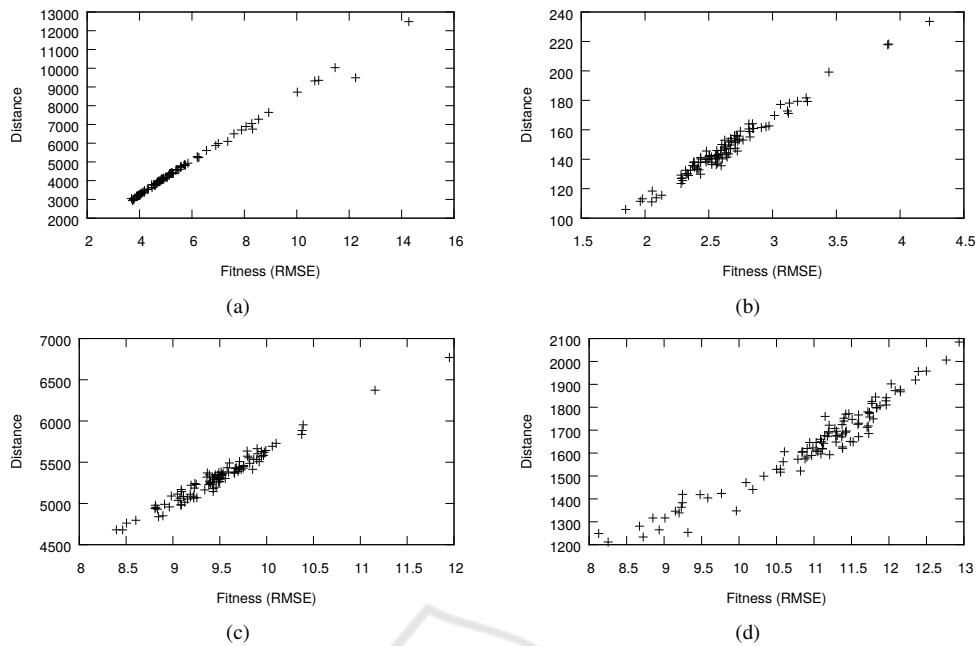 13000
12000
11000
10000
9000
8000
7000
6000
5000
4000
3000
2000
Distance
2 4 6 8 10 12 14 16
Fitness (RMSE)
(a)
240
220
200
180
160
140
120
100
Distance
1.5 2 2.5 3 3.5 4 4.5
Fitness (RMSE)
(b)
7000
6500
6000
5500
5000
4500
Distance
8 8.5 9 9.5 10 10.5 11 11.5 12
Fitness (RMSE)
(c)
2100
2000
1900
1800
1700
1600
1500
1400
1300
1200
Distance
8 8.5 9 9.5 10 10.5 11 11.5 12 12.5 13
Fitness (RMSE)
(d)